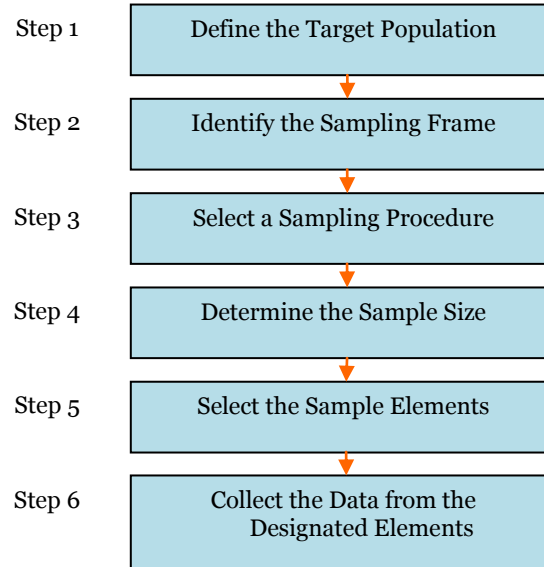 Step 1
Define the Target Population
Step 2
Identify the Sampling Frame
Step 3
Select a Sampling Procedure
Step 4
Determine the Sample Size
Step 5
Select the Sample Elements
Step 6
Collect the Data from the
Designated Elements